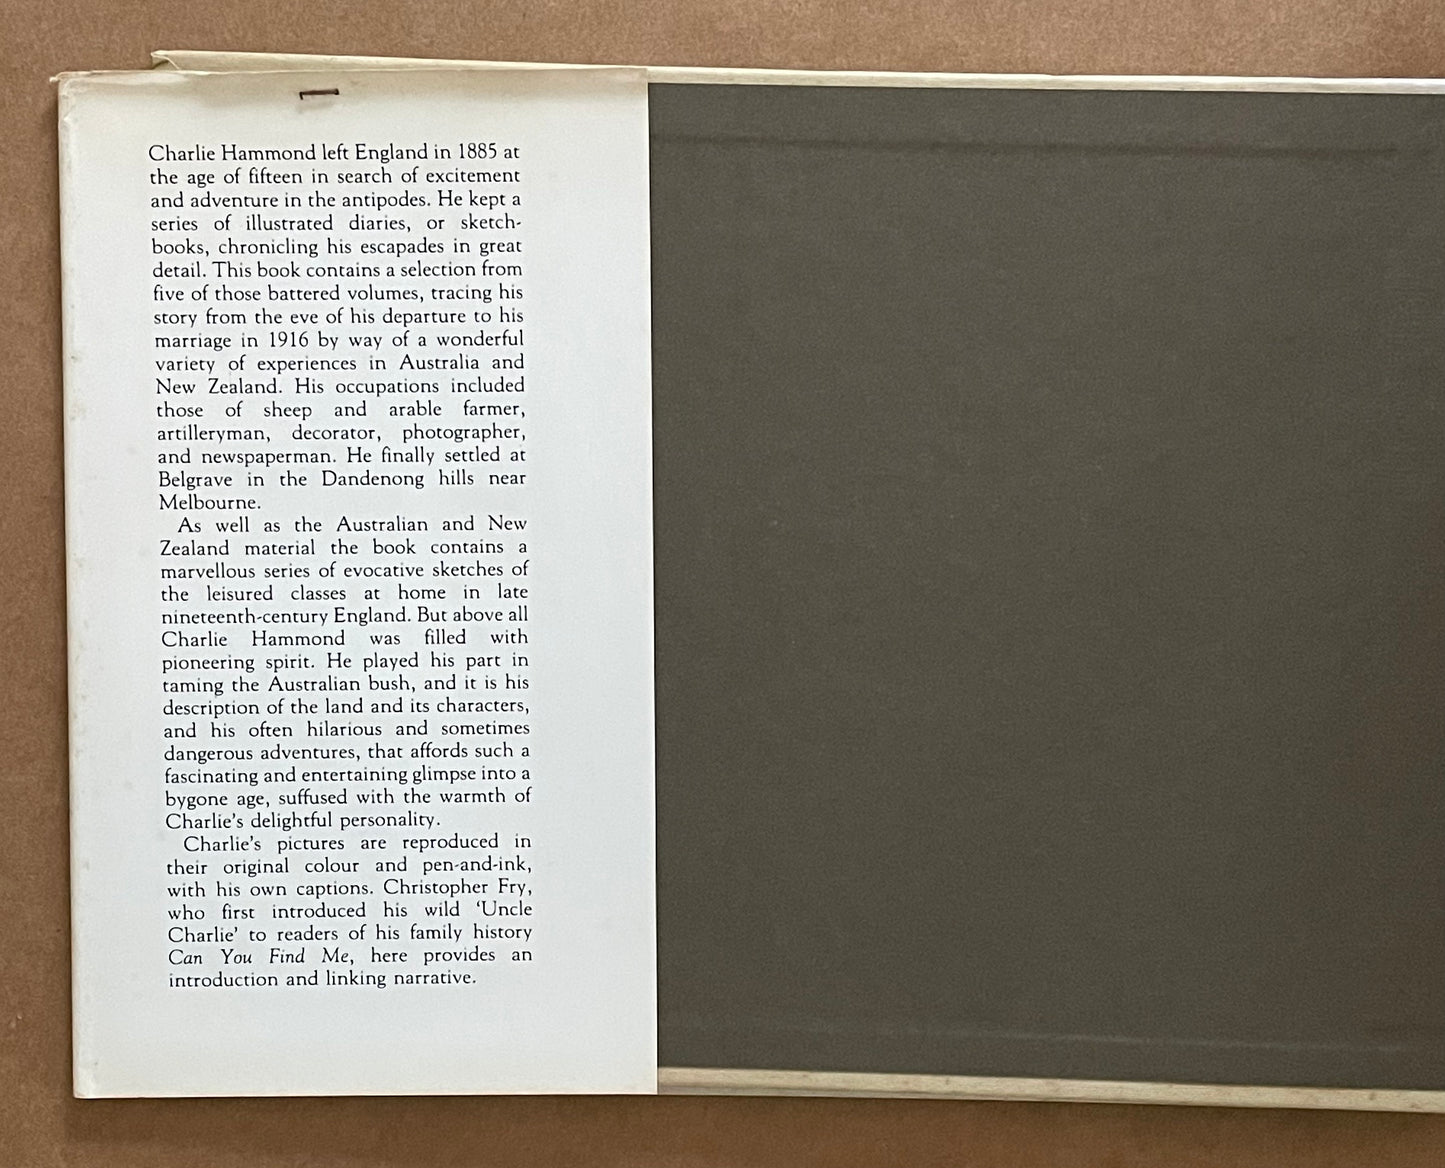 Charlie Hammond left England in 1885 at
the age of fifteen in search of excitement
and adventure in the antipodes. He kept a
series of illustrated diaries, or sketch-
books, chronicling his escapades in great
detail. This book contains a selection from
five of those battered volumes, tracing his
story from the eve of his departure to his
marriage in 1916 by way of a wonderful
variety of experiences in Australia and
New Zealand. His occupations included
those of sheep and arable farmer,
artilleryman, decorator, photographer,
and newspaperman. He finally settled at
Belgrave in the Dandenong hills near
Melbourne.
As well as the Australian and New
Zealand material the book contains a
marvellous series of evocative sketches of
the leisured classes at home in late
nineteenth-century England. But above all
Charlie Hammond was filled with
pioneering spirit. He played his part in
taming the Australian bush, and it is his
description of the land and its characters,
and his often hilarious and sometimes
dangerous adventures, that affords such a
fascinating and entertaining glimpse into a
bygone age, suffused with the warmth of
Charlie's delightful personality.
Charlie's pictures are reproduced in
their original colour and pen-and-ink,
with his own captions. Christopher Fry,
who first introduced his wild 'Uncle
Charlie' to readers of his family history
Can You Find Me, here provides an
introduction and linking narrative.